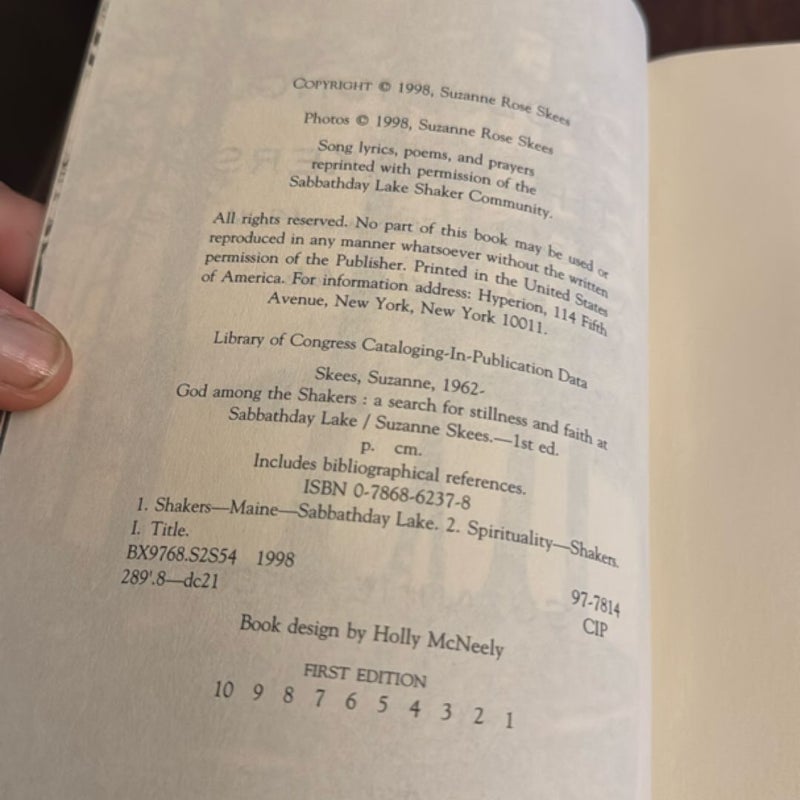 COPYRIGHT © 1998, Suzanne Rose Skees
Photos © 1998, Suzanne Rose Skees
Song lyrics, poems, and prayers
reprinted with permission of the
Sabbathday Lake Shaker Community.
All rights reserved. No part of this book may be used or
reproduced in any manner whatsoever without the written
permission of the Publisher. Printed in the United States
of America. For information address: Hyperion, 114 Fifth
Avenue, New York, New York 10011.
Library of Congress Cataloging-In-Publication Data
Skees, Suzanne, 1962-
God among the Shakers : a search for stillness and faith at
Sabbathday Lake / Suzanne Skees.—1st ed.
p. cm.
Includes bibliographical references.
ISBN 0-7868-6237-8
1. Shakers—Maine—Sabbathday Lake. 2. Spirituality—Shakers.
I. Title.
BX9768.S2S54 1998
97-7814
289'.8—dc21
CIP
Book design by Holly McNeely
FIRST EDITION
10 9 8 7 6 5 4 3 2 1